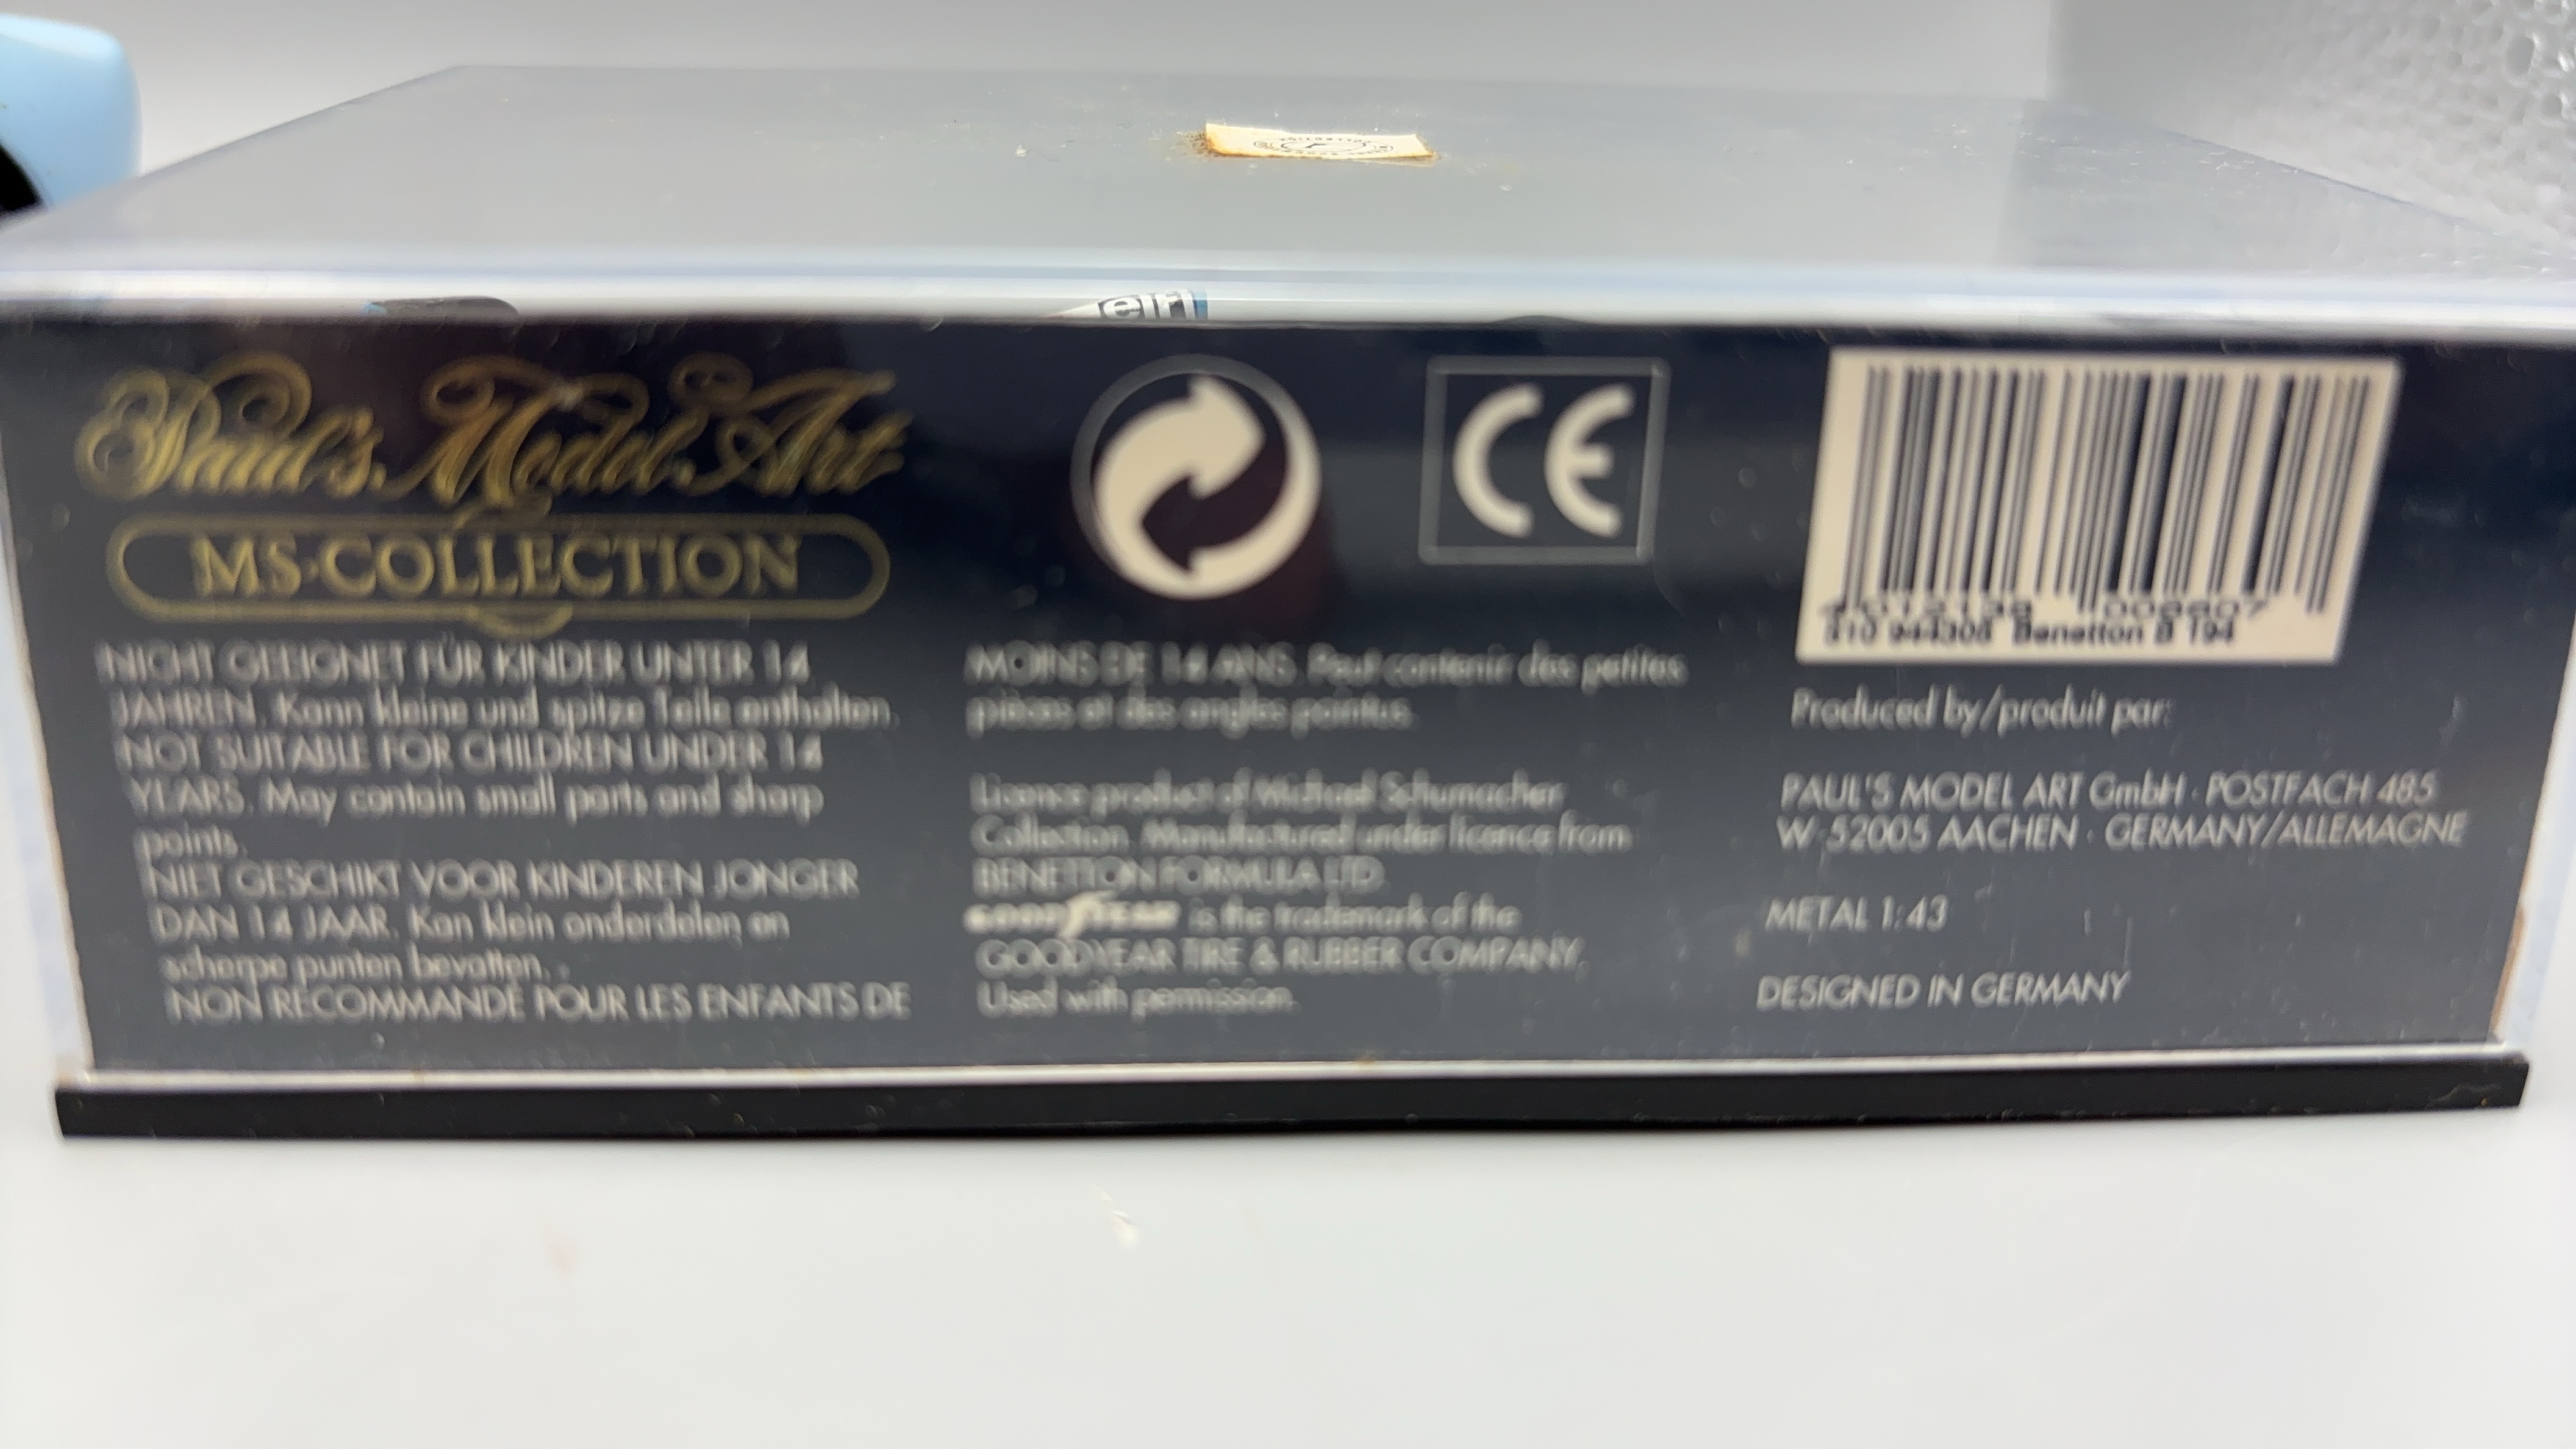 elf
Paul's Model Art
MS·COLLECTION
NICHT GEEIGNET FÜR KINDER UNTER 14
JAHREN. Kann kleine und spitze Teile enthalten.
NOT SUITABLE FOR CHILDREN UNDER 14
YEARS. May contain small parts and sharp
points.
NIET GESCHIKT VOOR KINDEREN JONGER
DAN 14 JAAR. Kan klein onderdelen en
scherpe punten bevatten.
NON RECOMMANDÉ POUR LES ENFANTS DE
MOINS DE 14 ANS. Peut contenir des petites
pièces et des angles pointus.
Licence product of Michael Schumacher
Collection. Manufactured under licence from
BENETTON FORMULA LTD.
GOODYEAR is the trademark of the
GOODYEAR TIRE & RUBBER COMPANY.
Used with permission.
CE
Benetton B 194
Produced by/produit par:
PAUL'S MODEL ART GmbH · POSTFACH 485
W-52005 AACHEN · GERMANY/ALLEMAGNE
METAL 1:43
DESIGNED IN GERMANY